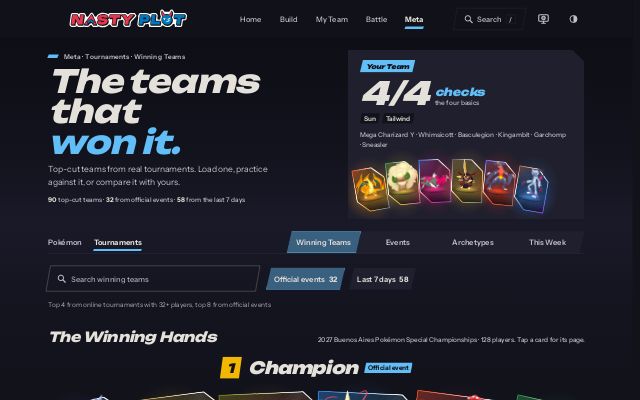 NASTY PLOT
Home
Build
My Team
Battle
Meta
Search /
Meta · Tournaments · Winning Teams
The teams
that
won it.
Top-cut teams from real tournaments. Load one, practice
against it, or compare it with yours.
90 top-cut teams · 32 from official events · 58 from the last 7 days
Your Team
4/4 checks
the four basics
Sun
Tailwind
Mega Charizard Y · Whimsicott · Basculegion · Kingambit · Garchomp
· Sneasler
Pokémon
Tournaments
Winning Teams
Events
Archetypes
This Week
Search winning teams
Official events 32
Last 7 days 58
Top 4 from online tournaments with 32+ players, top 8 from official events
The Winning Hands
2027 Buenos Aires Pokémon Special Championships · 128 players. Tap a card for its page.
1 Champion Official event